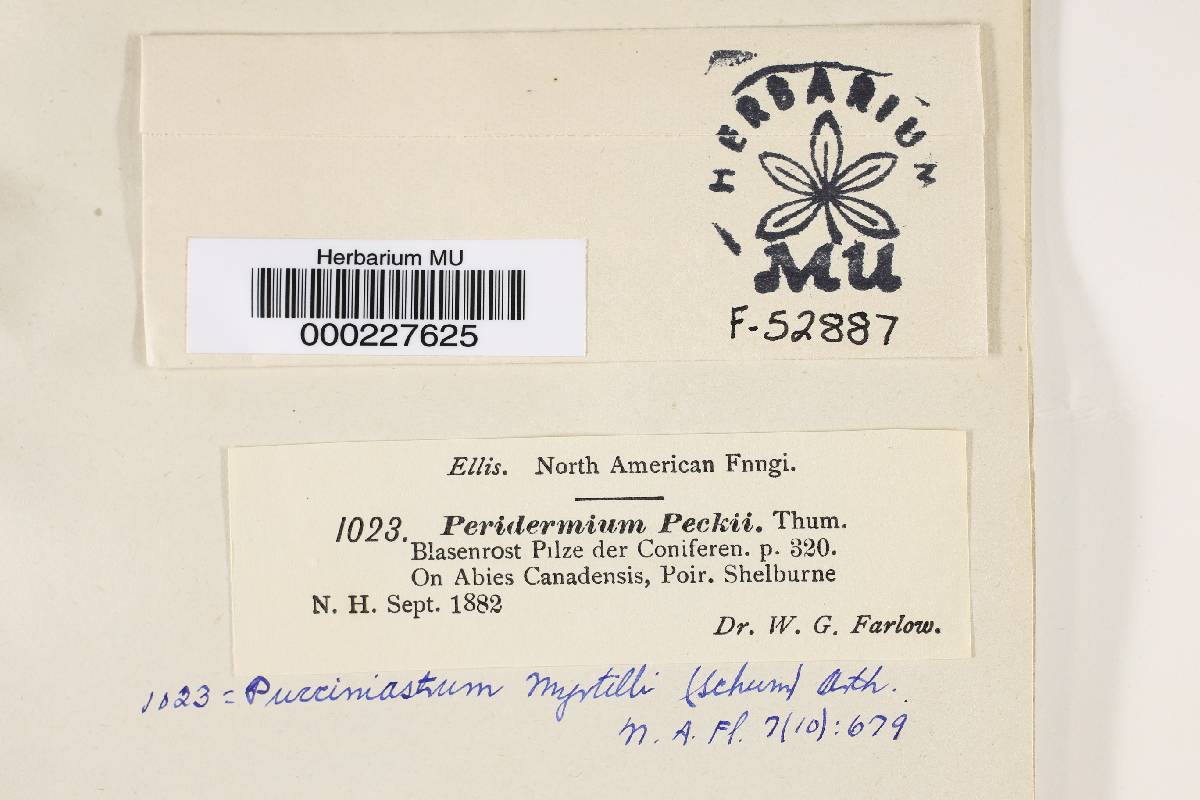 HERBARIUM
MU
F-52887
Herbarium MU
000227625
Ellis. North American Fnngi.
1023. Peridermium Peckii. Thum.
Blasenrost Pilze der Coniferen. p. 320.
On Abies Canadensis, Poir. Shelburne
N. H. Sept. 1882
Dr. W. G. Farlow.
1023 = Pucciniastrum Myrtilli (Schum) Arth.
N. A. Fl. 7(10):679